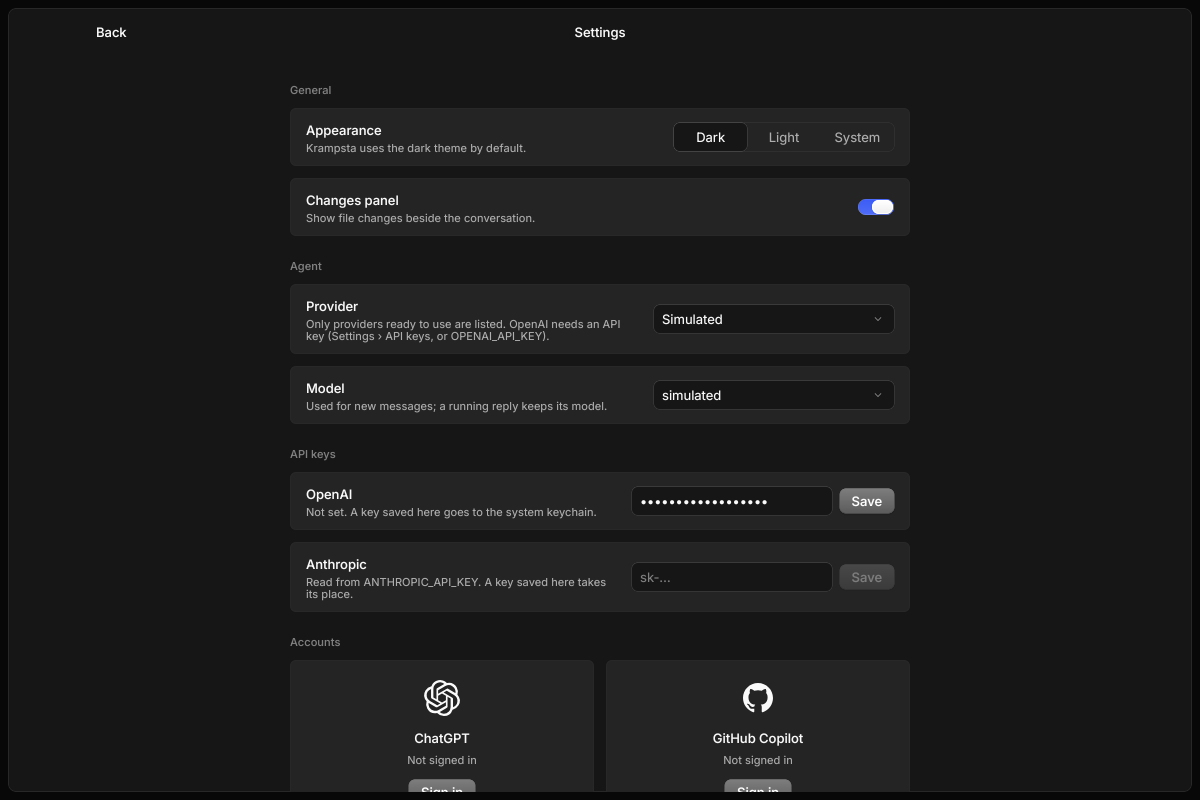 Back
Settings
General
Appearance
Krampsta uses the dark theme by default.
Dark
Light
System
Changes panel
Show file changes beside the conversation.
Agent
Provider
Only providers ready to use are listed. OpenAI needs an API
key (Settings › API keys, or OPENAI_API_KEY).
Simulated
Model
Used for new messages; a running reply keeps its model.
simulated
API keys
OpenAI
Not set. A key saved here goes to the system keychain.
••••••••••••••••••
Save
Anthropic
Read from ANTHROPIC_API_KEY. A key saved here takes
its place.
sk-...
Save
Accounts
ChatGPT
Not signed in
Sign in
GitHub Copilot
Not signed in
Sign in